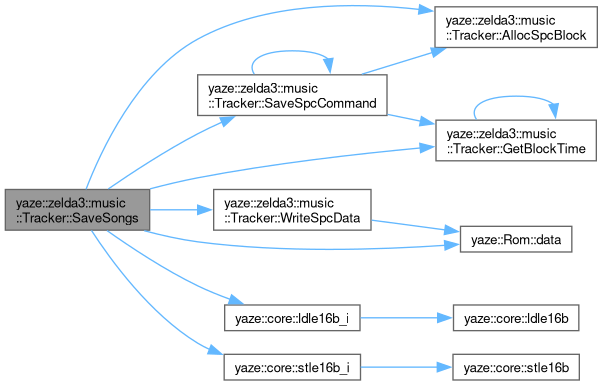 yaze::zelda3::music
::Tracker::AllocSpcBlock
yaze::zelda3::music
::Tracker::SaveSpcCommand
yaze::zelda3::music
::Tracker::GetBlockTime
yaze::zelda3::music
::Tracker::SaveSongs
yaze::zelda3::music
::Tracker::WriteSpcData
yaze::Rom::data
yaze::core::ldle16b_i
yaze::core::ldle16b
yaze::core::stle16b_i
yaze::core::stle16b